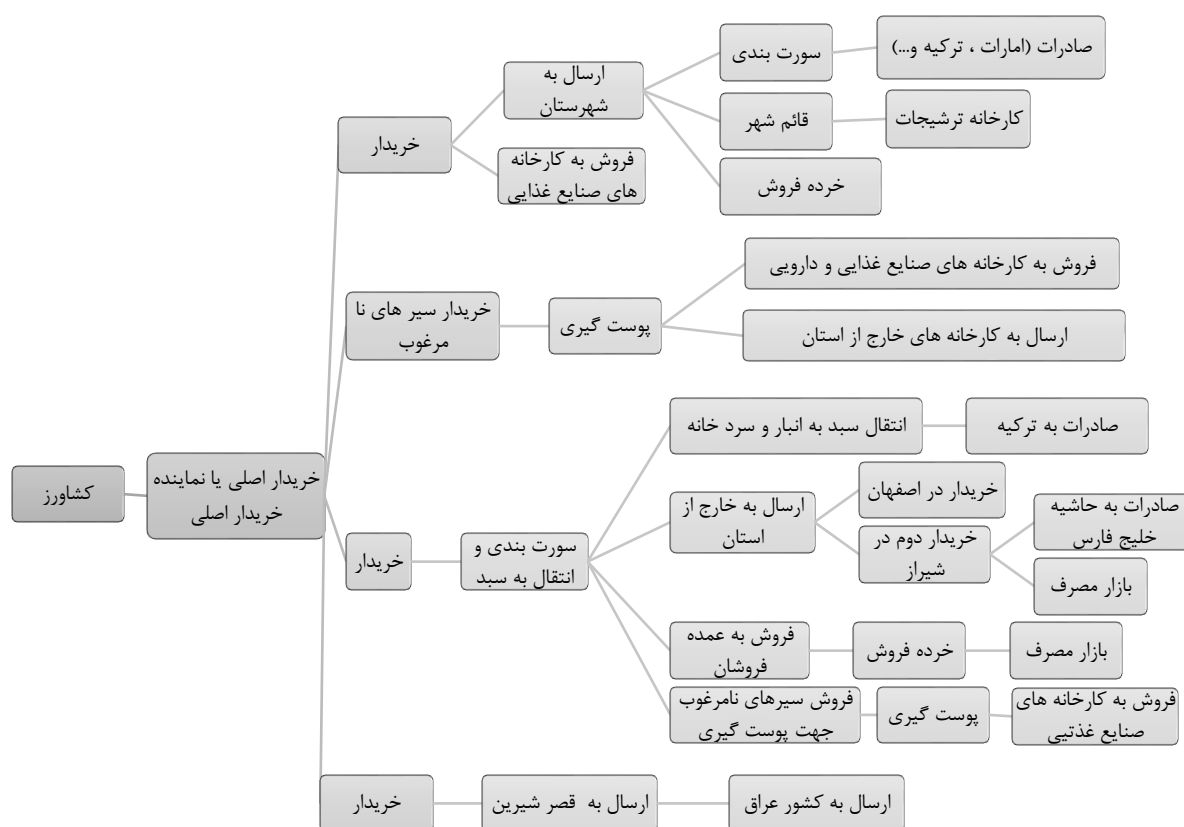 صادرات (امارات ، ترکیه و...)
سورت بندی
ارسال به
شهرستان
کارخانه ترشیجات
قائم شهر
خریدار
فروش به کارخانه
های صنایع غذایی
خرده فروش
فروش به کارخانه های صنایع غذایی و دارویی
خریدار سیر های نا
مرغوب
پوست گیری
ارسال به کارخانه های خارج از استان
صادرات به ترکیه
انتقال سبد به انبار و سرد خانه
کشاورز
خریدار اصلی یا نماینده
خریدار اصلی
خریدار در اصفهان
ارسال به خارج از
استان
صادرات به حاشیه
خلیج فارس
خریدار دوم در
شیراز
خریدار
سورت بندی و
انتقال به سبد
بازار مصرف
فروش به عمده
فروشان
خرده فروش
بازار مصرف
فروش سیرهای نامرغوب
جهت پوست گیری
پوست گیری
فروش به کارخانه های
صنایع غذتیی
خریدار
ارسال به قصر شیرین
ارسال به کشور عراق